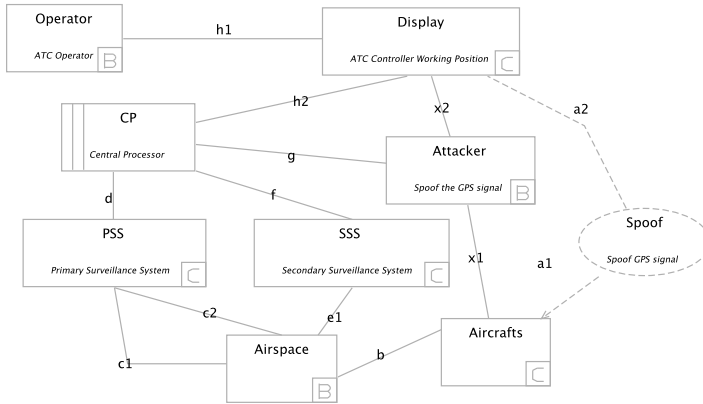 Operator
ATC Operator
B
h1
Display
ATC Controller Working Position
C
h2
x2
a2
CP
Central Processor
g
Attacker
Spoof the GPS signal
B
d
f
PSS
Primary Surveillance System
C
SSS
Secondary Surveillance System
C
x1
a1
Spoof
Spoof GPS signal
c2
e1
c1
Airspace
B
b
Aircrafts
C